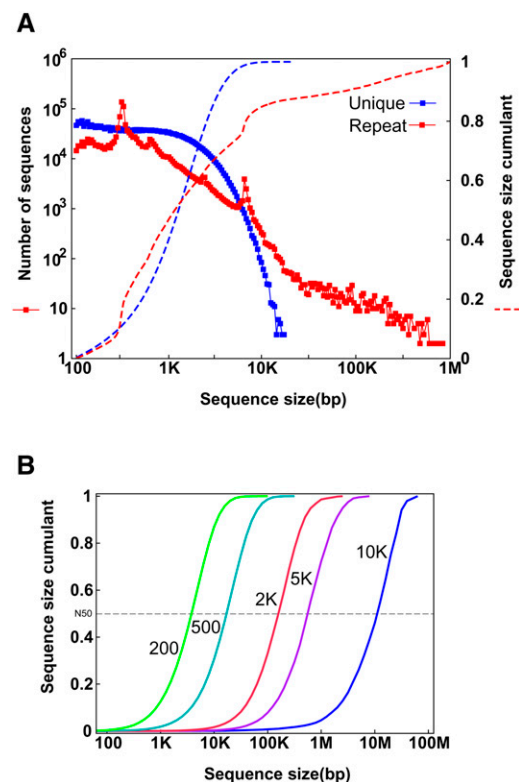 A
Number of sequences
10^6
10^5
10^4
10^3
10^2
10
1
Unique
Repeat
1
0.8
0.6
0.4
0.2
0
Sequence size cumulant
100
1K
10K
100K
1M
Sequence size(bp)
B
Sequence size cumulant
1
0.8
0.6
N50
0.4
0.2
0
200
500
2K
5K
10K
100
1K
10K
100K
1M
10M
100M
Sequence size(bp)